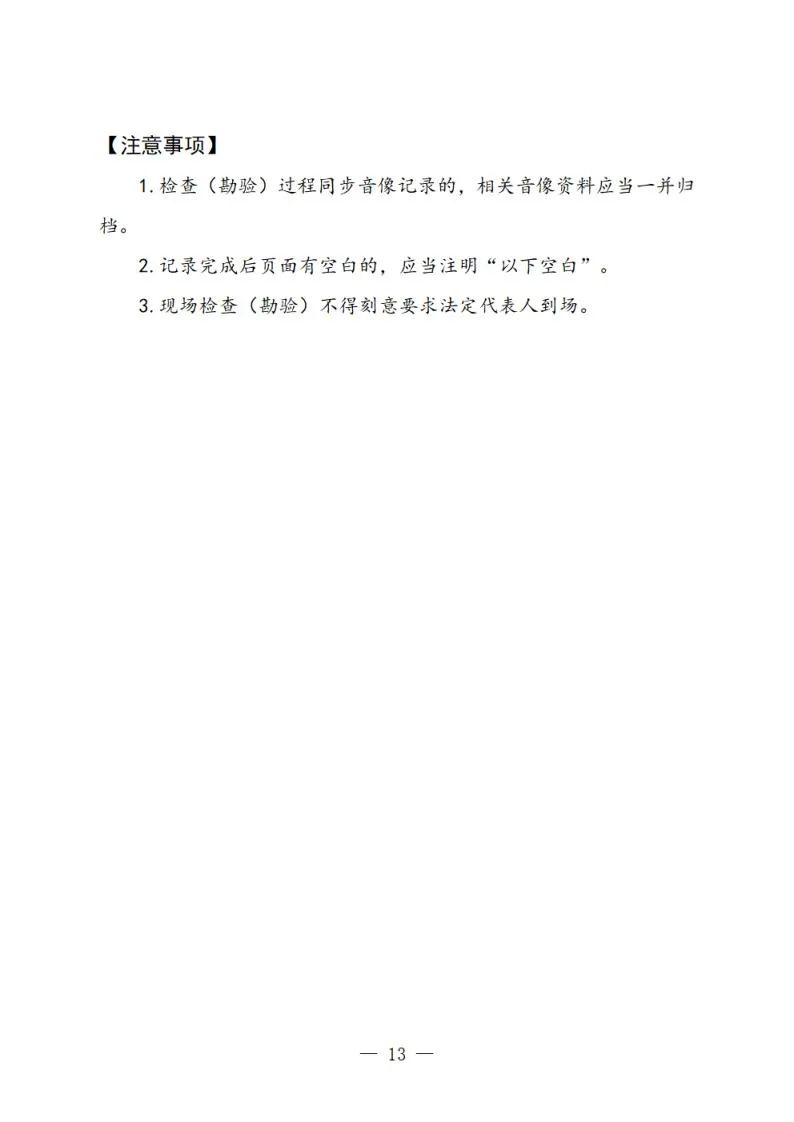 【注意事项】
1.检查（勘验）过程同步音像记录的，相关音像资料应当一并归
档。
2.记录完成后页面有空白的，应当注明“以下空白”。
3.现场检查（勘验）不得刻意要求法定代表人到场。
— 13 —